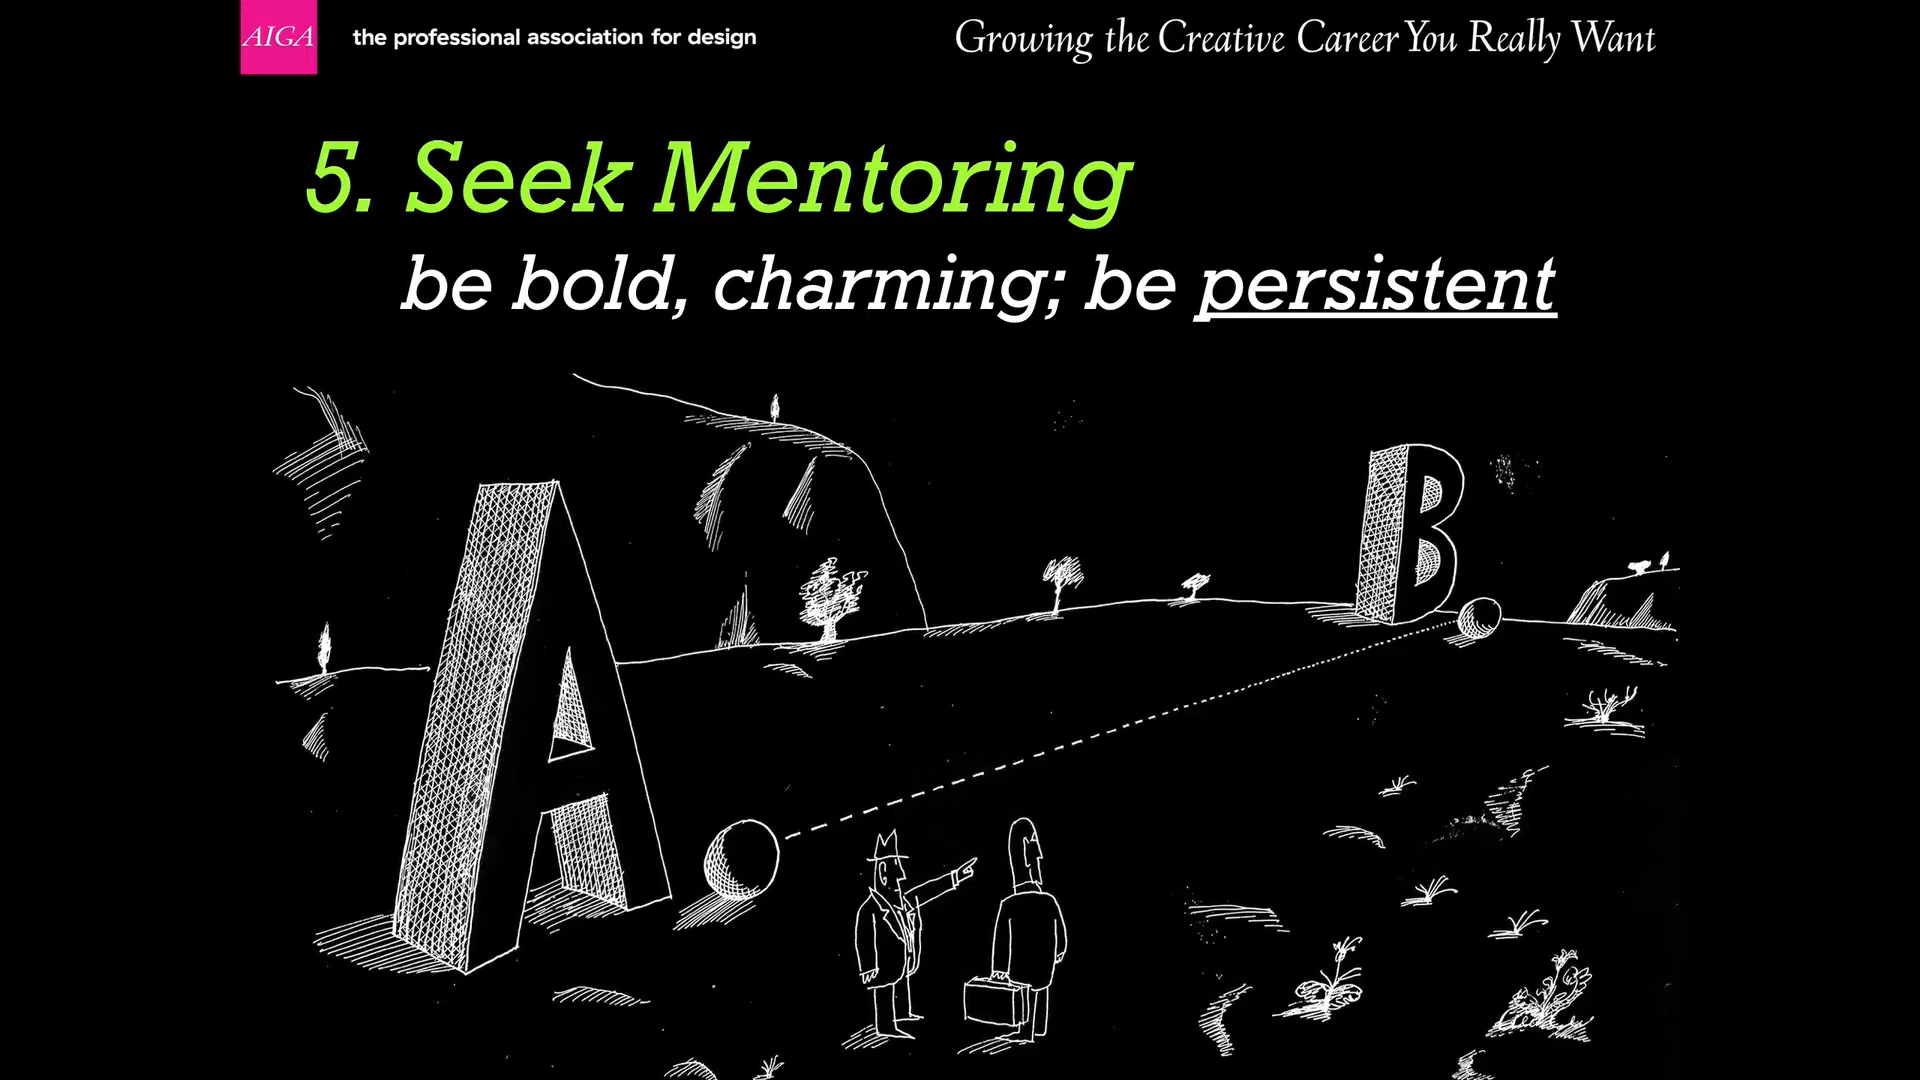 AIGA the professional association for design
Growing the Creative Career You Really Want
5. Seek Mentoring
be bold, charming; be persistent
A
B